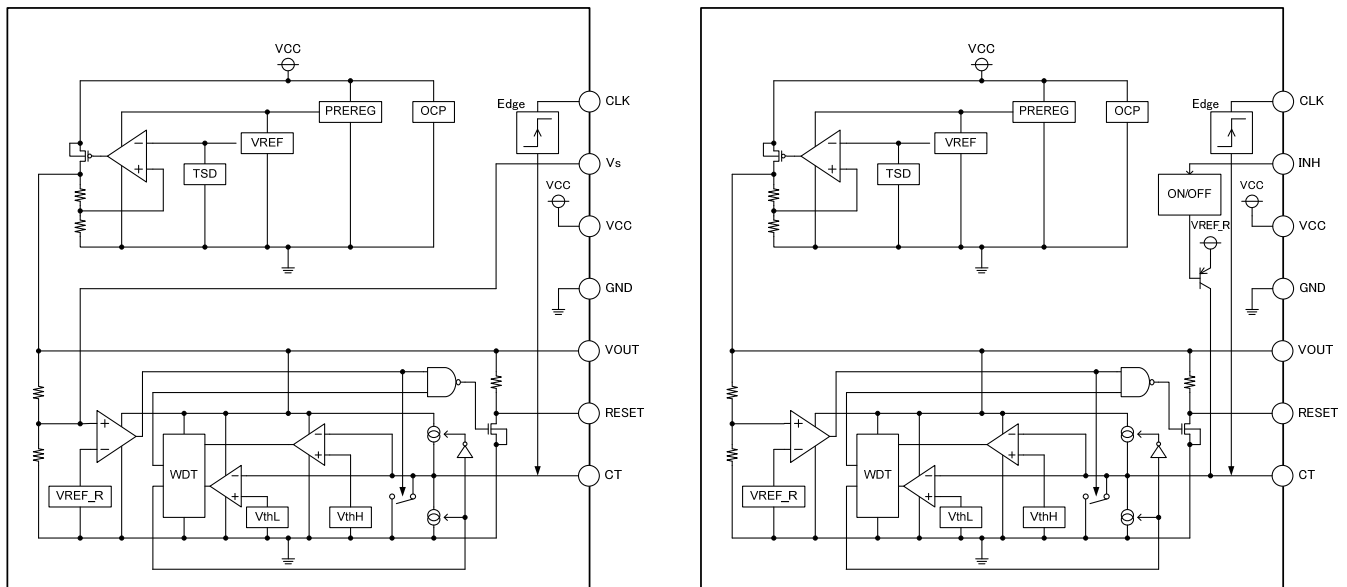 VCC
Edge
CLK
PREREG
OCP
VREF
TSD
Vs
VCC
VCC
GND
VOUT
RESET
WDT
CT
VREF_R
VthL
VthH
VCC
Edge
CLK
PREREG
OCP
VREF
TSD
INH
ON/OFF
VCC
VCC
VREF_R
GND
VOUT
RESET
WDT
CT
VREF_R
VthL
VthH